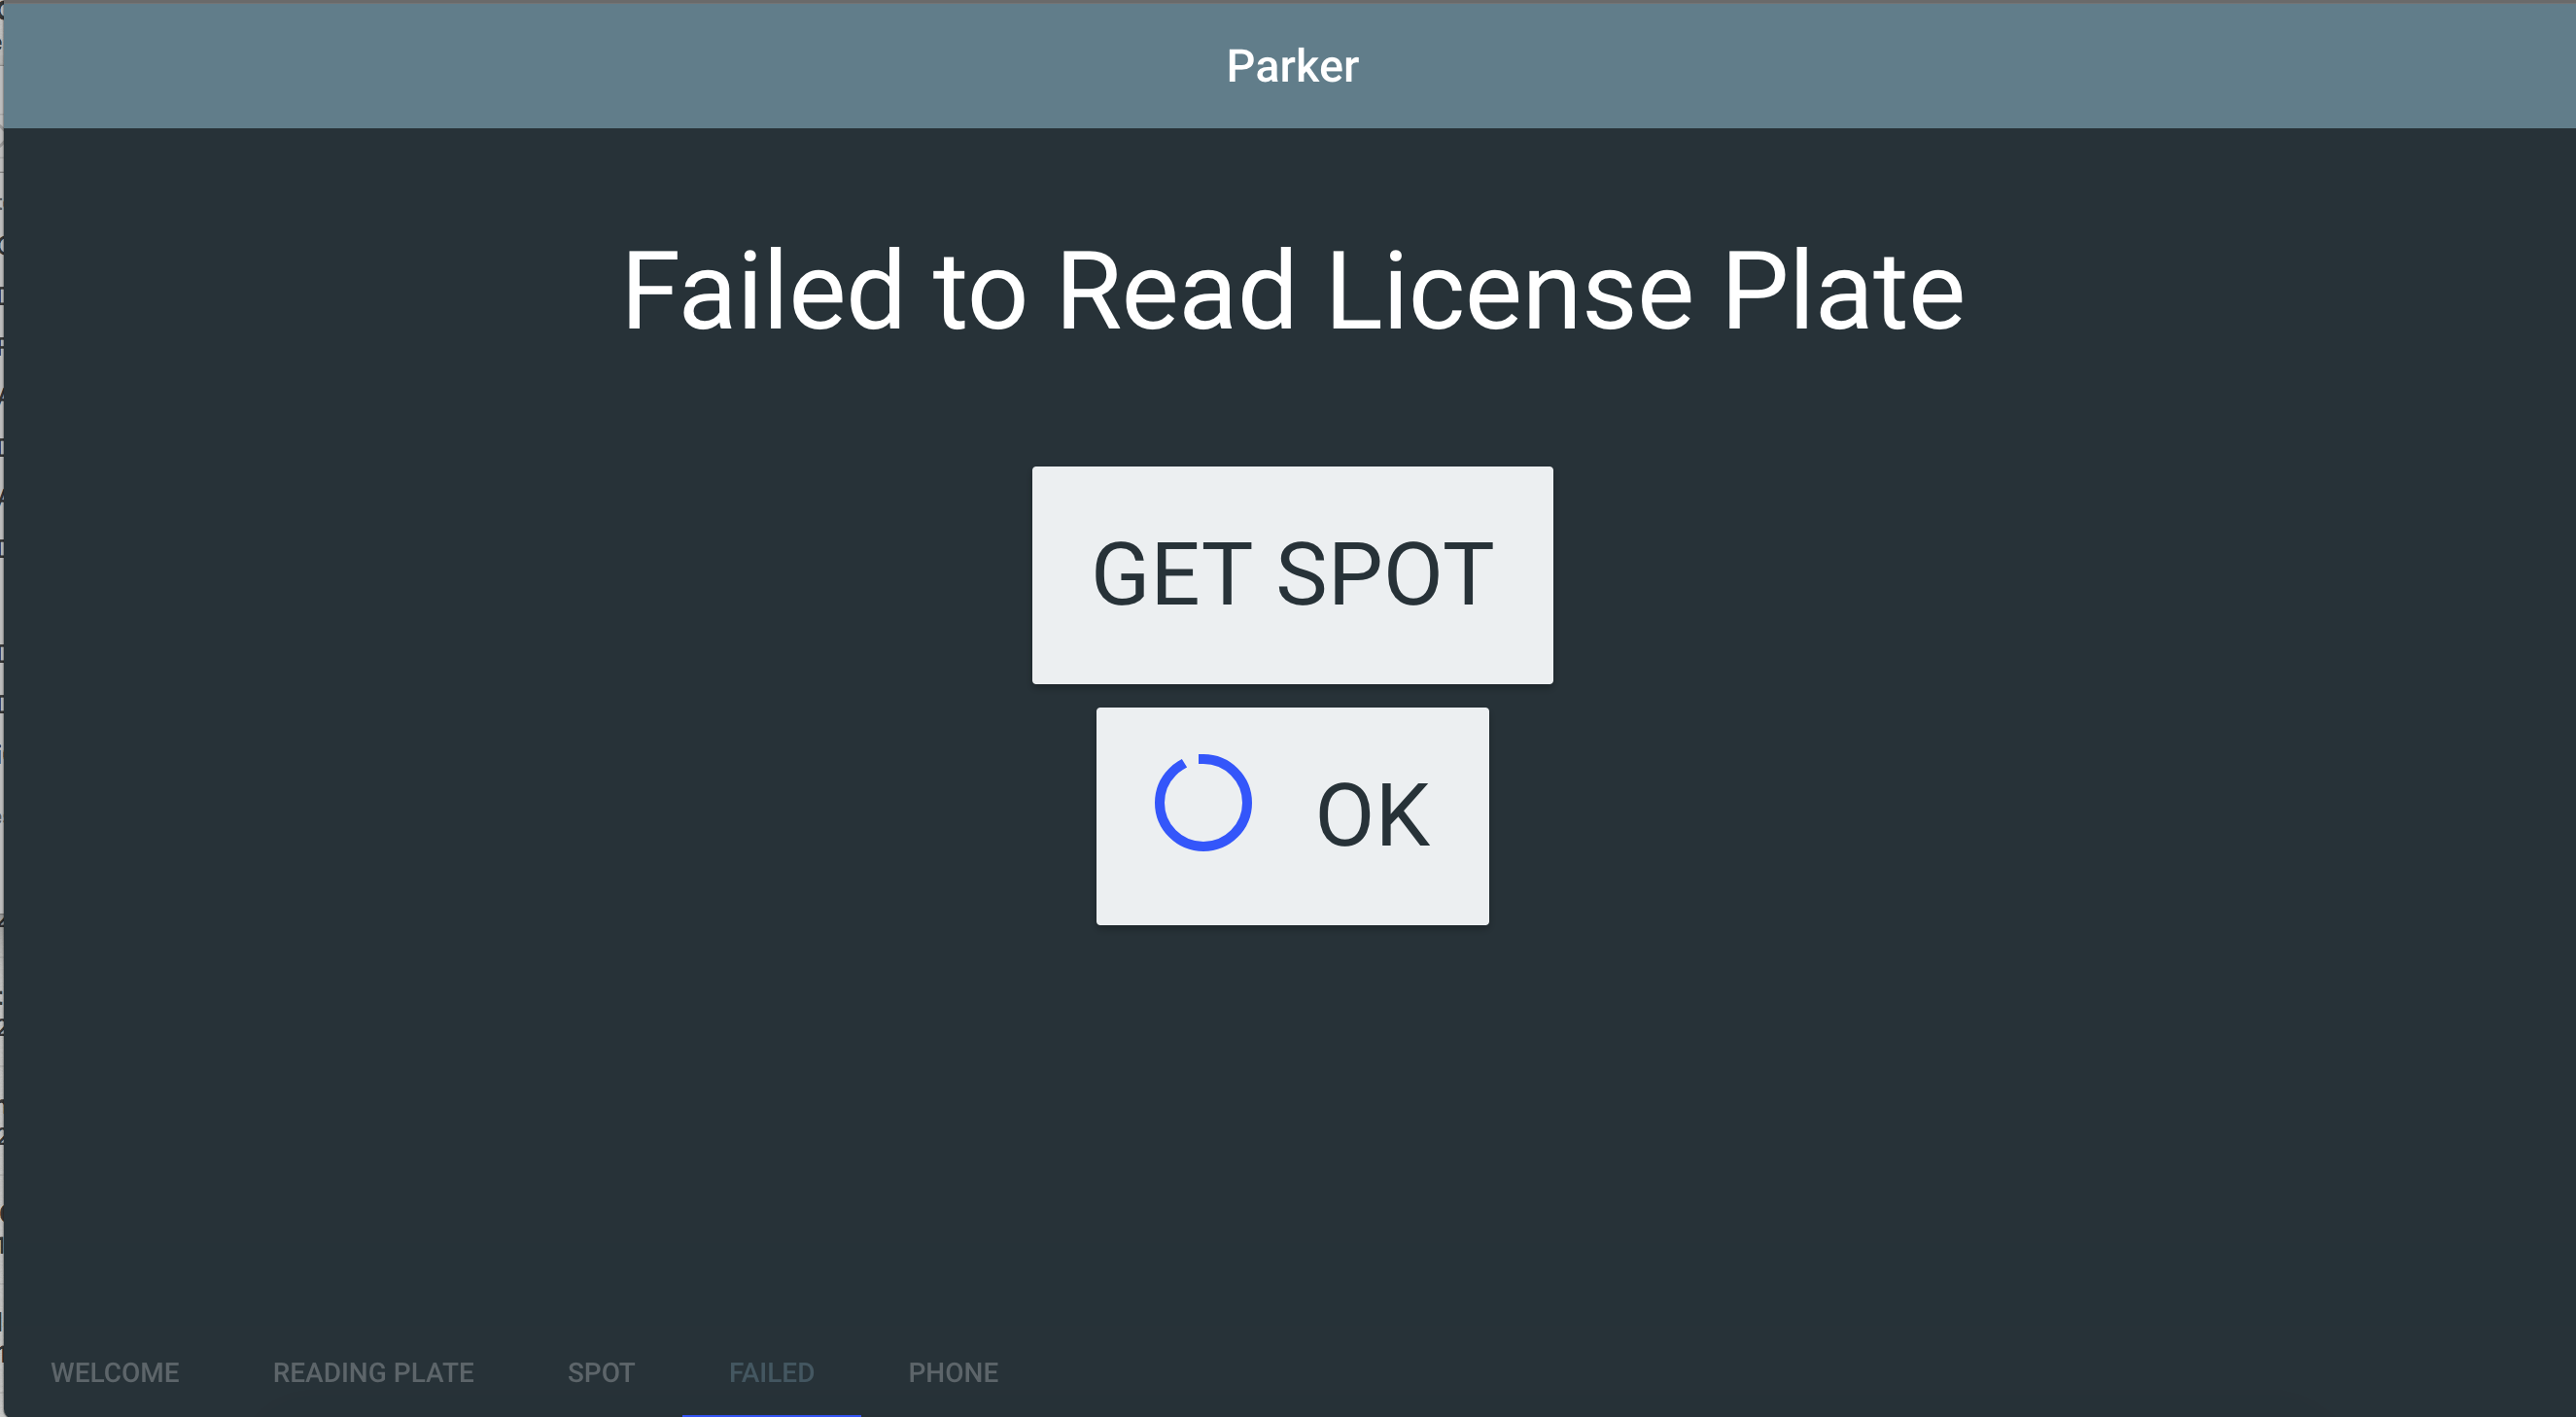 Parker
Failed to Read License Plate
GET SPOT
OK
WELCOME READING PLATE SPOT FAILED PHONE